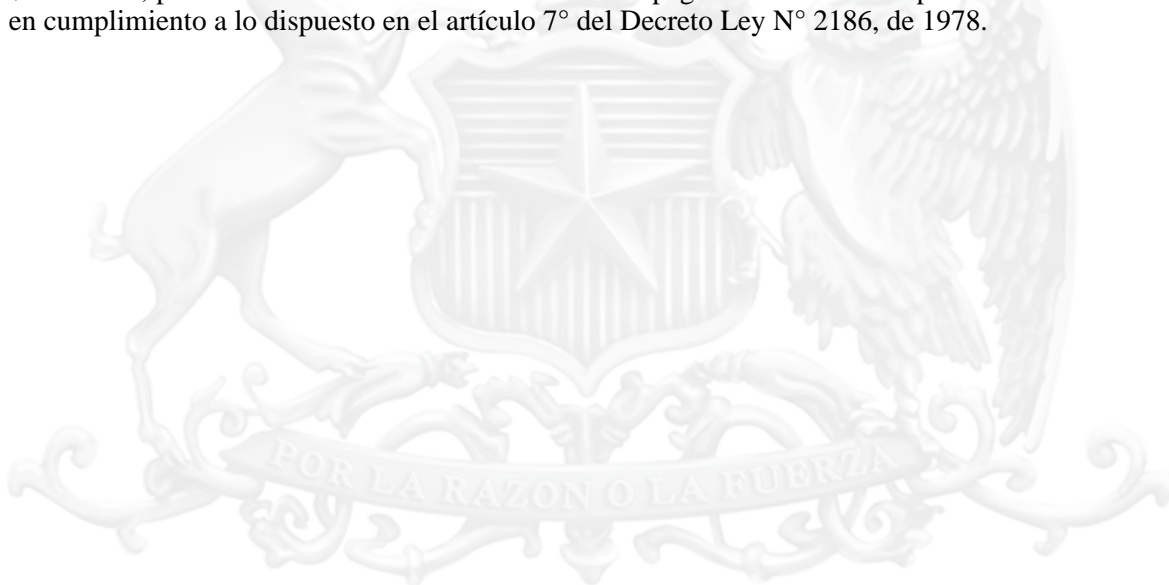 en cumplimiento a lo dispuesto en el artículo 7° del Decreto Ley N° 2186, de 1978.
POR LA RAZON O LA FUERZA